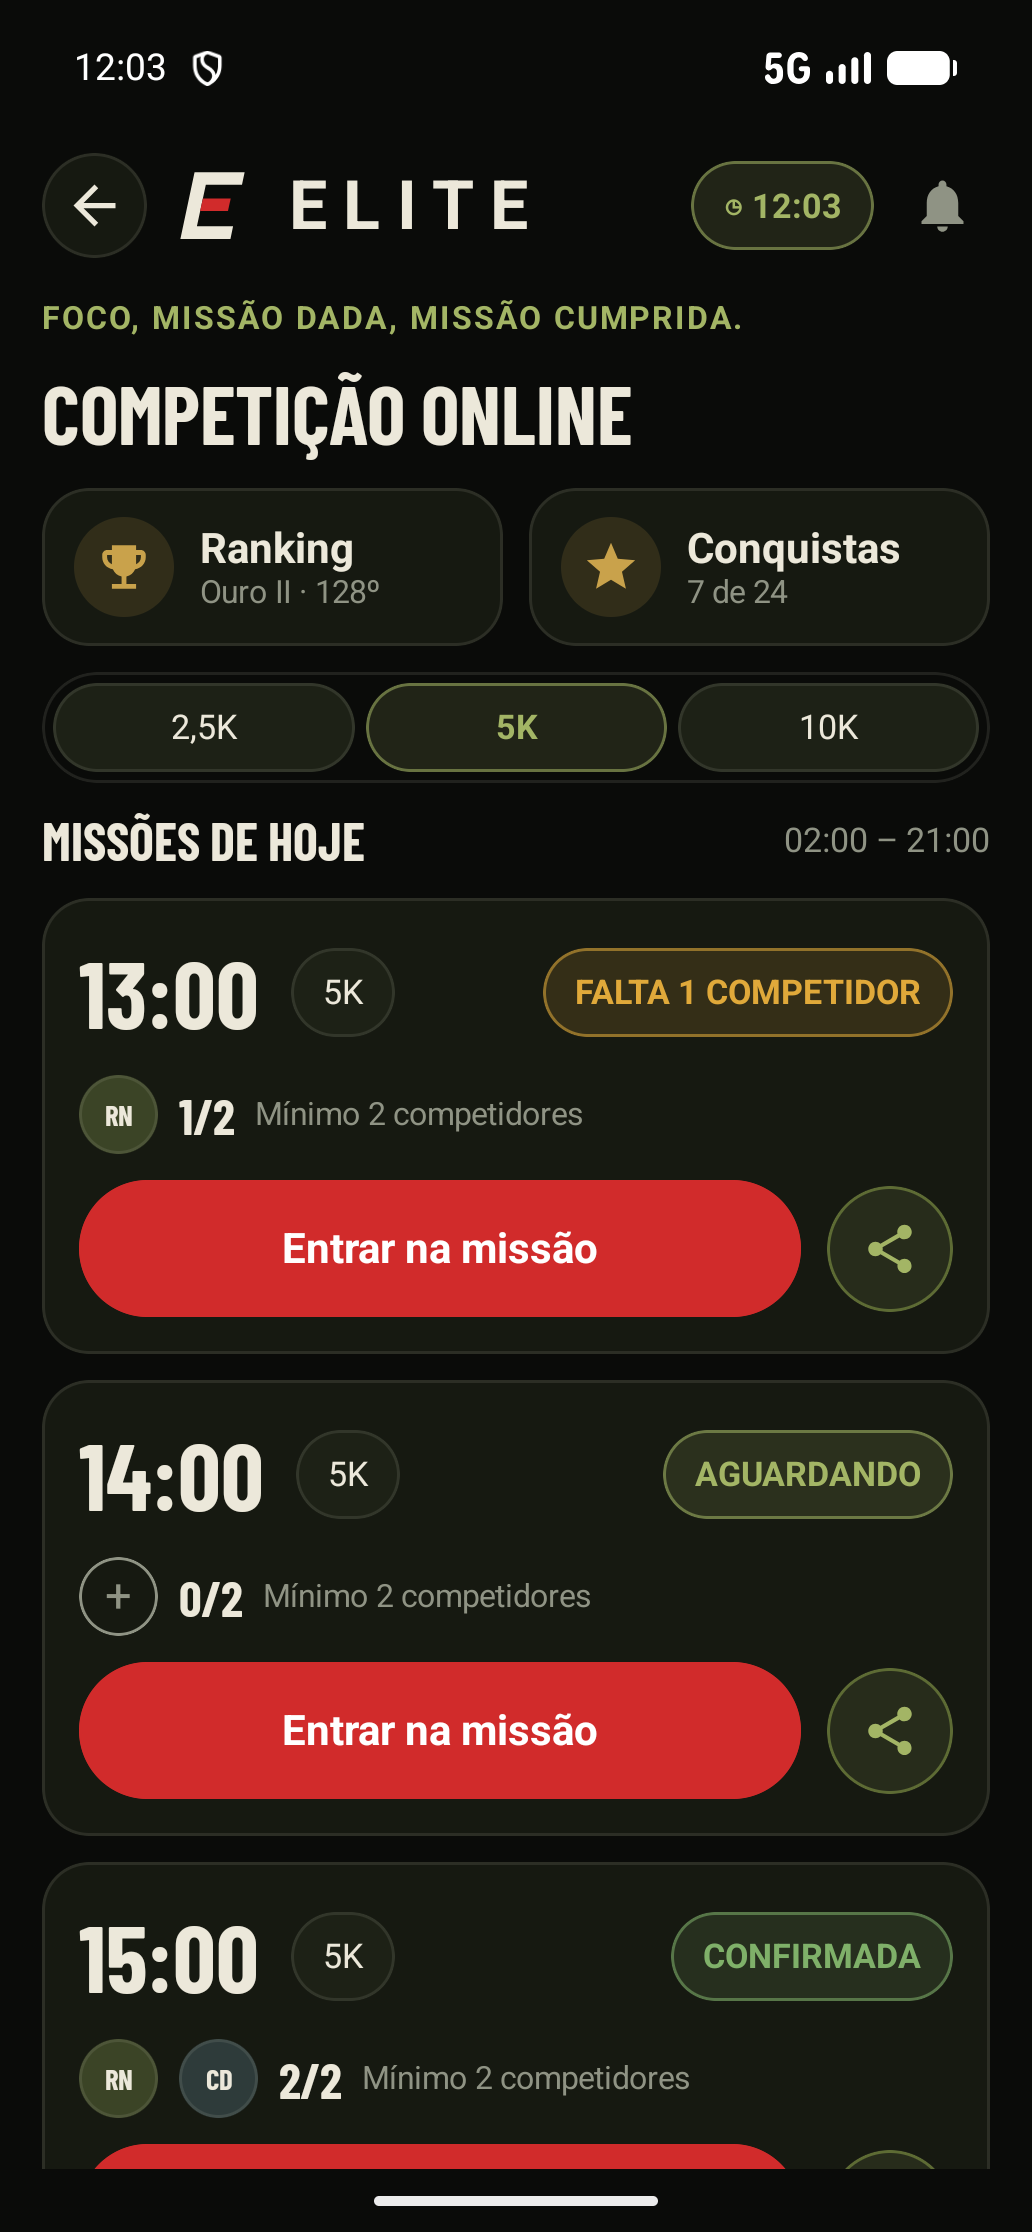 12:03 5G
E ELITE 12:03
FOCO, MISSÃO DADA, MISSÃO CUMPRIDA.
COMPETIÇÃO ONLINE
Ranking
Ouro II · 128º
Conquistas
7 de 24
2,5K 5K 10K
MISSÕES DE HOJE 02:00 – 21:00
13:00 5K FALTA 1 COMPETIDOR
RN 1/2 Mínimo 2 competidores
Entrar na missão
14:00 5K AGUARDANDO
+ 0/2 Mínimo 2 competidores
Entrar na missão
15:00 5K CONFIRMADA
RN CD 2/2 Mínimo 2 competidores